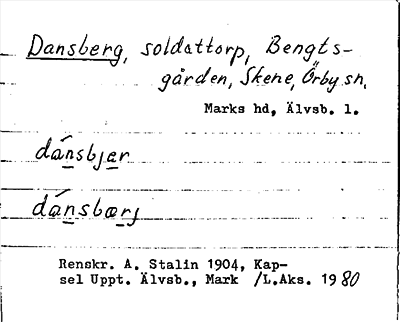 Dansberg, soldattorp, Bengts-
gården, Skene, Örby sn,
Marks hd, Älvsb. l.
dánsbjær
dánsbærj
Renskr. A. Stalin 1904, Kap-
sel Uppt. Älvsb., Mark /L.Aks. 1980